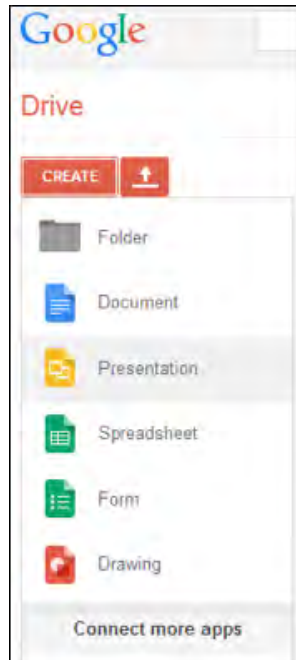 Google
Drive
CREATE
Folder
Document
Presentation
Spreadsheet
Form
Drawing
Connect more apps